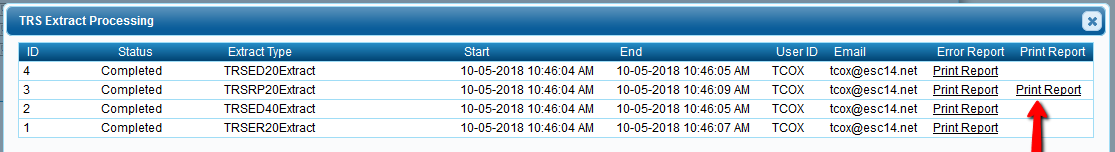 TRS Extract Processing
ID Status Extract Type Start End User ID Email Error Report Print Report
4 Completed TRSED20Extract 10-05-2018 10:46:04 AM 10-05-2018 10:46:05 AM TCOX tcox@esc14.net Print Report
3 Completed TRSRP20Extract 10-05-2018 10:46:04 AM 10-05-2018 10:46:09 AM TCOX tcox@esc14.net Print Report Print Report
2 Completed TRSED40Extract 10-05-2018 10:46:04 AM 10-05-2018 10:46:05 AM TCOX tcox@esc14.net Print Report
1 Completed TRSER20Extract 10-05-2018 10:46:04 AM 10-05-2018 10:46:07 AM TCOX tcox@esc14.net Print Report